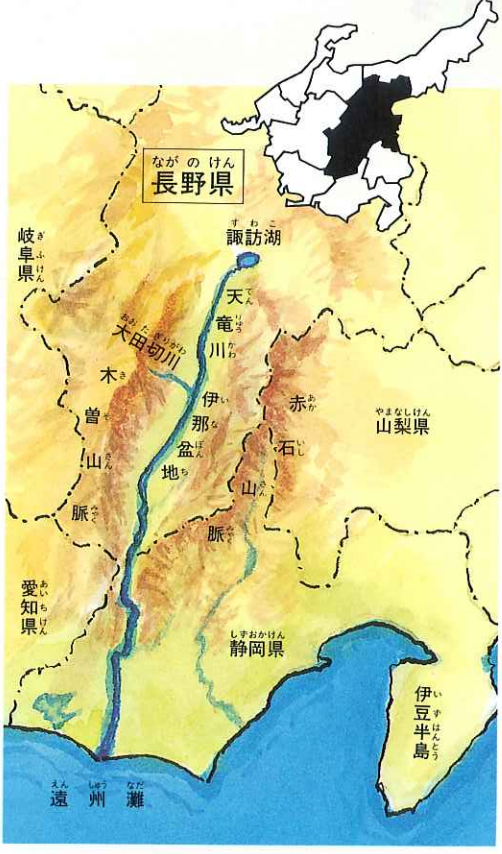 ながのけん
長野県
すわこ
諏訪湖
ぎふけん
岐阜県
てんりゅうがわ
天竜川
おおたぎりがわ
大田切川
きそさんみゃく
木曽山脈
いなぼんち
伊那盆地
あかいしさんみゃく
赤石山脈
やまなしけん
山梨県
あいちけん
愛知県
しずおかけん
静岡県
いずはんとう
伊豆半島
えんしゅうなだ
遠州灘